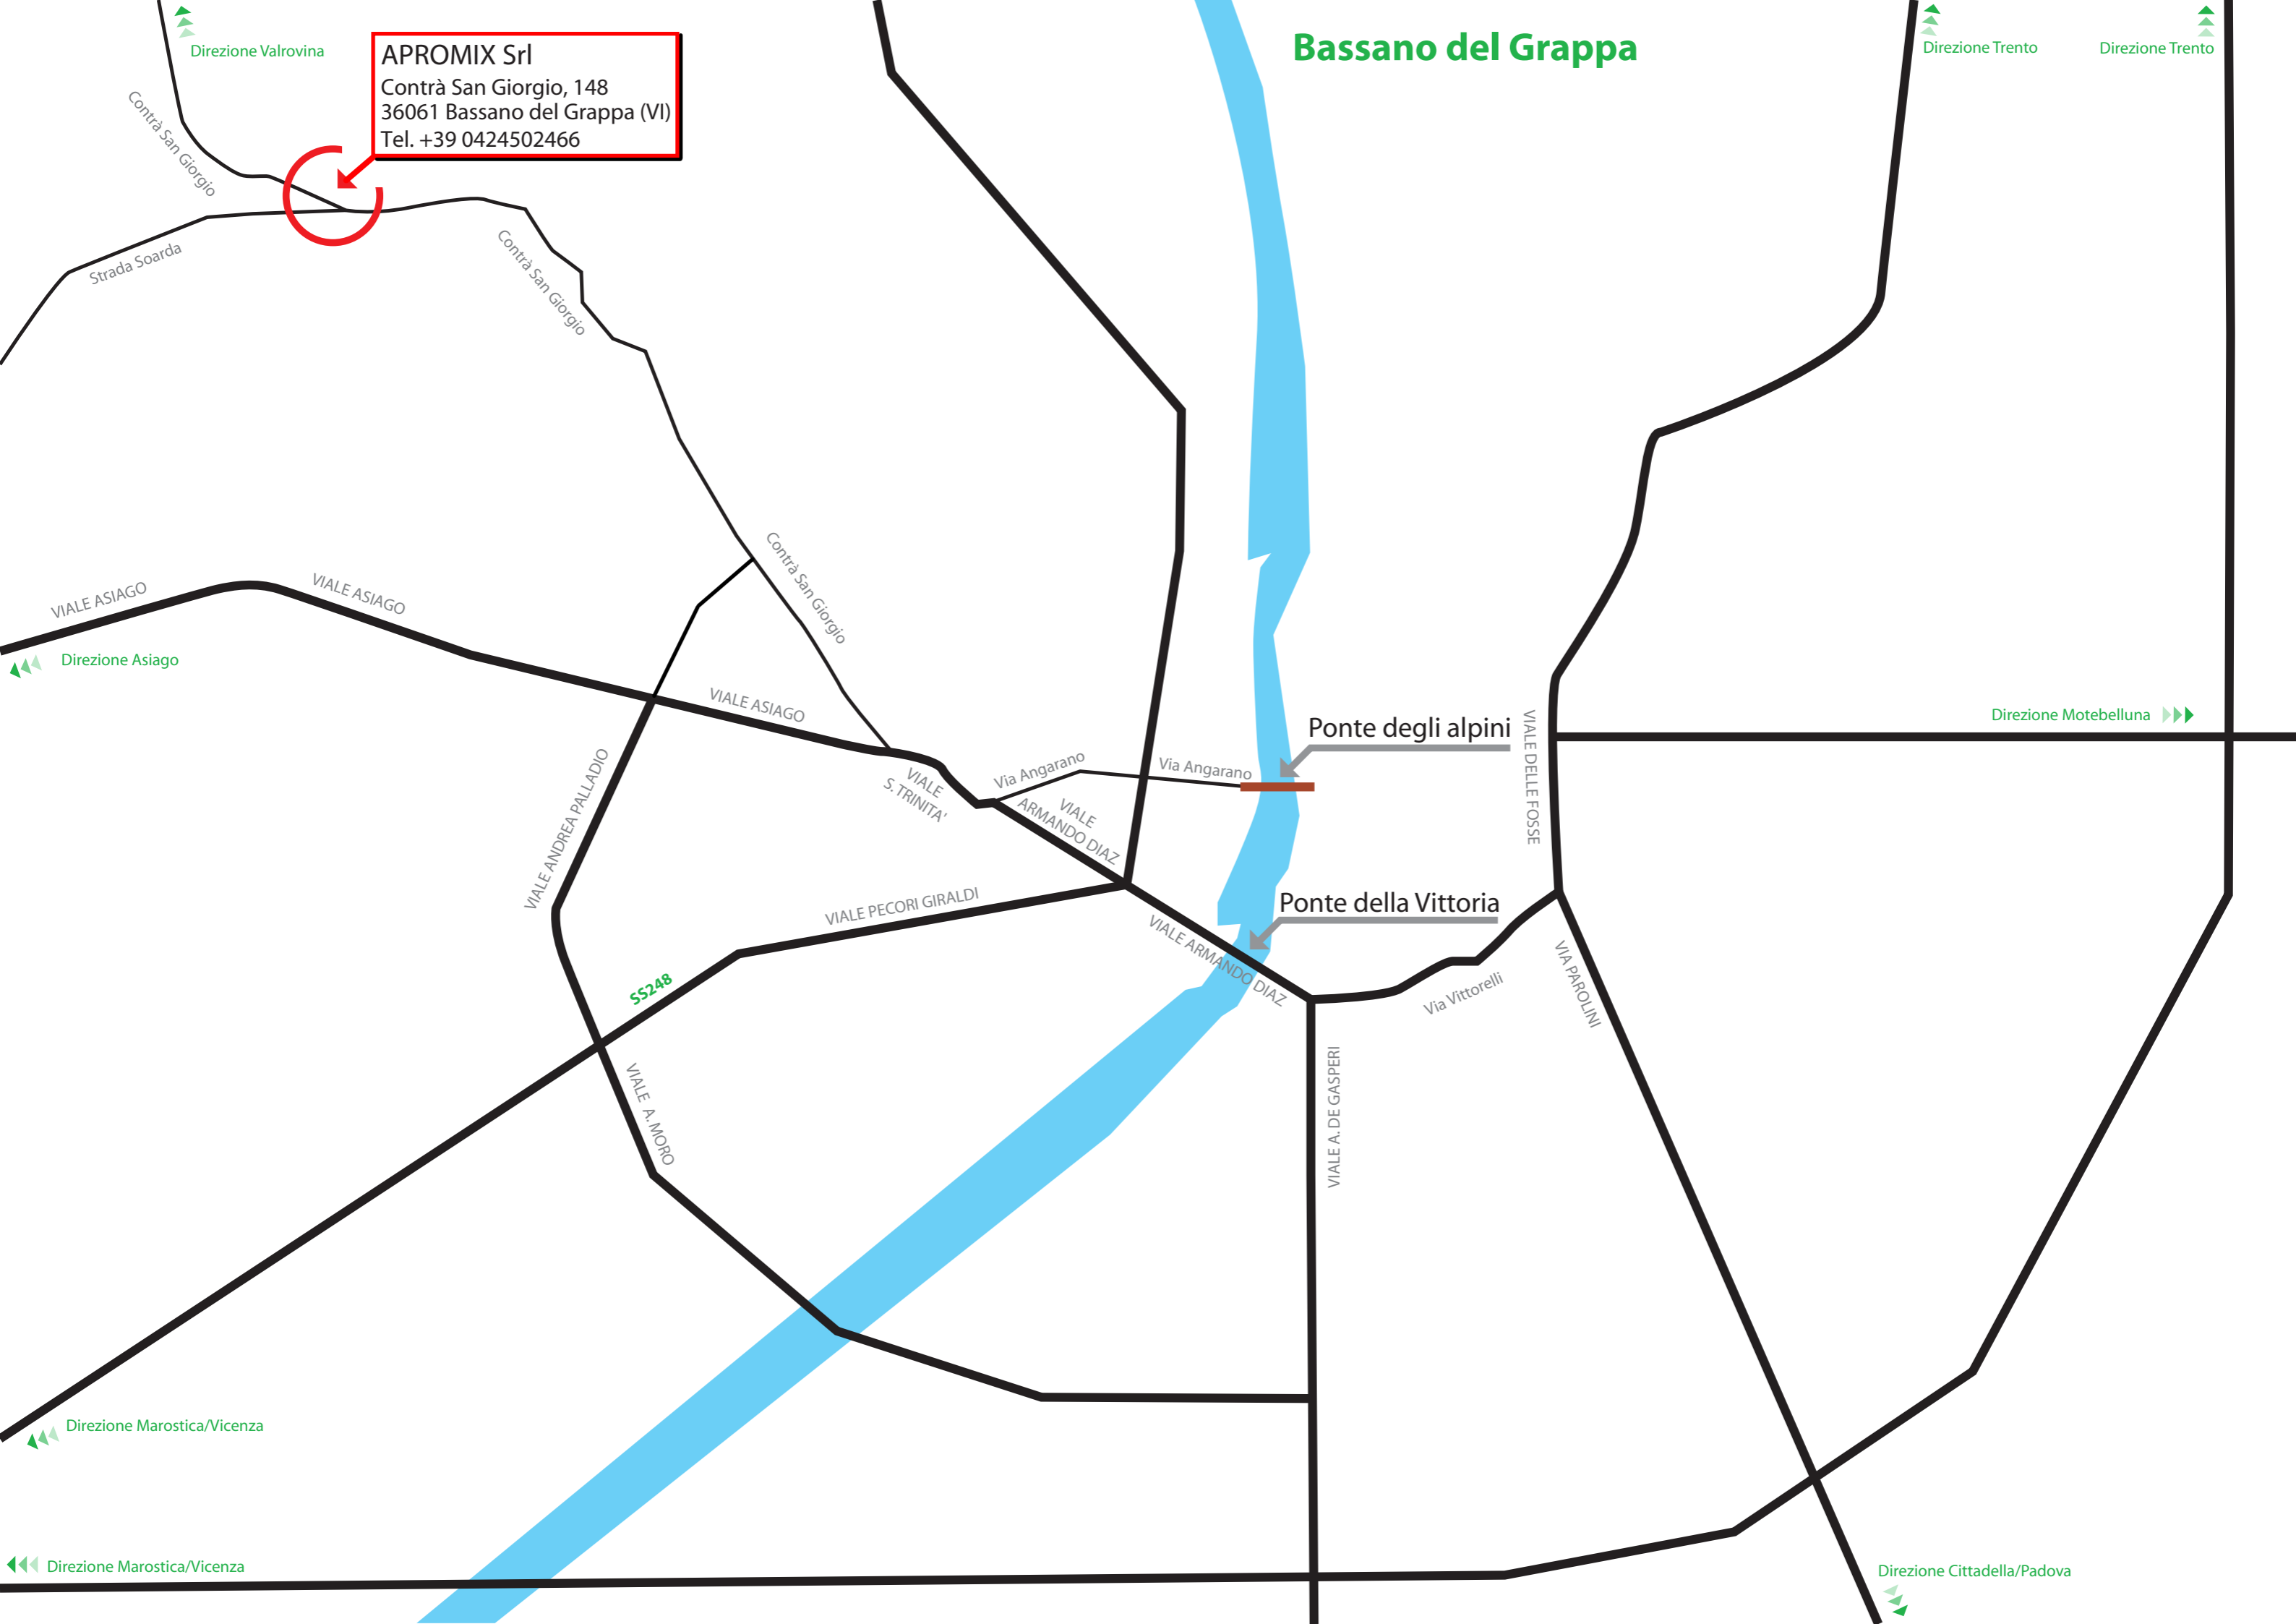 Direzione Valrovina
Bassano del Grappa
Direzione Trento
Direzione Trento
APROMIX Srl
Contrà San Giorgio, 148
36061 Bassano del Grappa (VI)
Tel. +39 0424502466
Contrà San Giorgio
Strada Soarda
Contrà San Giorgio
Contrà San Giorgio
VIALE ASIAGO
VIALE ASIAGO
Direzione Asiago
VIALE ASIAGO
Ponte degli alpini
VIALE DELLE FOSSE
Direzione Motebelluna
VIALE
S. TRINITA'
Via Angarano
Via Angarano
VIALE
ARMANDO DIAZ
VIALE ANDREA PALLADIO
VIALE PECORI GIRALDI
Ponte della Vittoria
VIALE ARMANDO DIAZ
Via Vittorelli
VIA PAROLINI
SS248
VIALE A. MORO
VIALE A. DE GASPERI
Direzione Marostica/Vicenza
Direzione Marostica/Vicenza
Direzione Cittadella/Padova